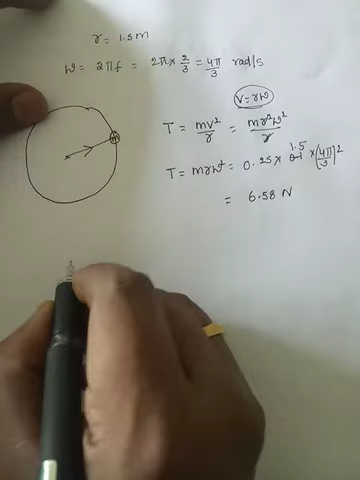 r = 1.5m
ω = 2πf = 2π × 2/3 = 4π/3 rad/s
v = rω
T = mv²/r = mr²ω²/r
m
T = mrω² = 0.25 × 1.5 × (4π/3)²
= 6.58 N